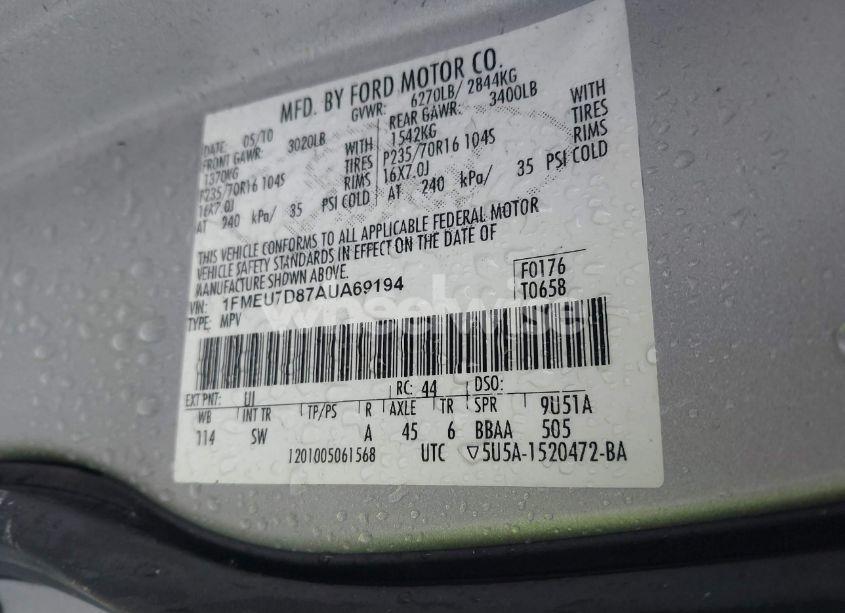 MFD. BY FORD MOTOR CO.
DATE: 05/10 GVWR: 6270LB/ 2844KG
FRONT GAWR: 3020LB REAR GAWR: 3400LB
1370KG WITH 1542KG WITH
P235/70R16 104S TIRES P235/70R16 104S TIRES
16X7.0J RIMS 16X7.0J RIMS
AT 240 kPa/ 35 PSI COLD AT 240 kPa/ 35 PSI COLD
THIS VEHICLE CONFORMS TO ALL APPLICABLE FEDERAL MOTOR
VEHICLE SAFETY STANDARDS IN EFFECT ON THE DATE OF
MANUFACTURE SHOWN ABOVE.
VIN: 1FMEU7D87AUA69194 F0176
TYPE: MPV T0658
EXT PNT: UI RC: 44 DSO:
WB INT TR TP/PS R AXLE TR SPR 9U51A
114 SW A 45 6 BBAA 505
1201005061568 UTC ▽5U5A-1520472-BA